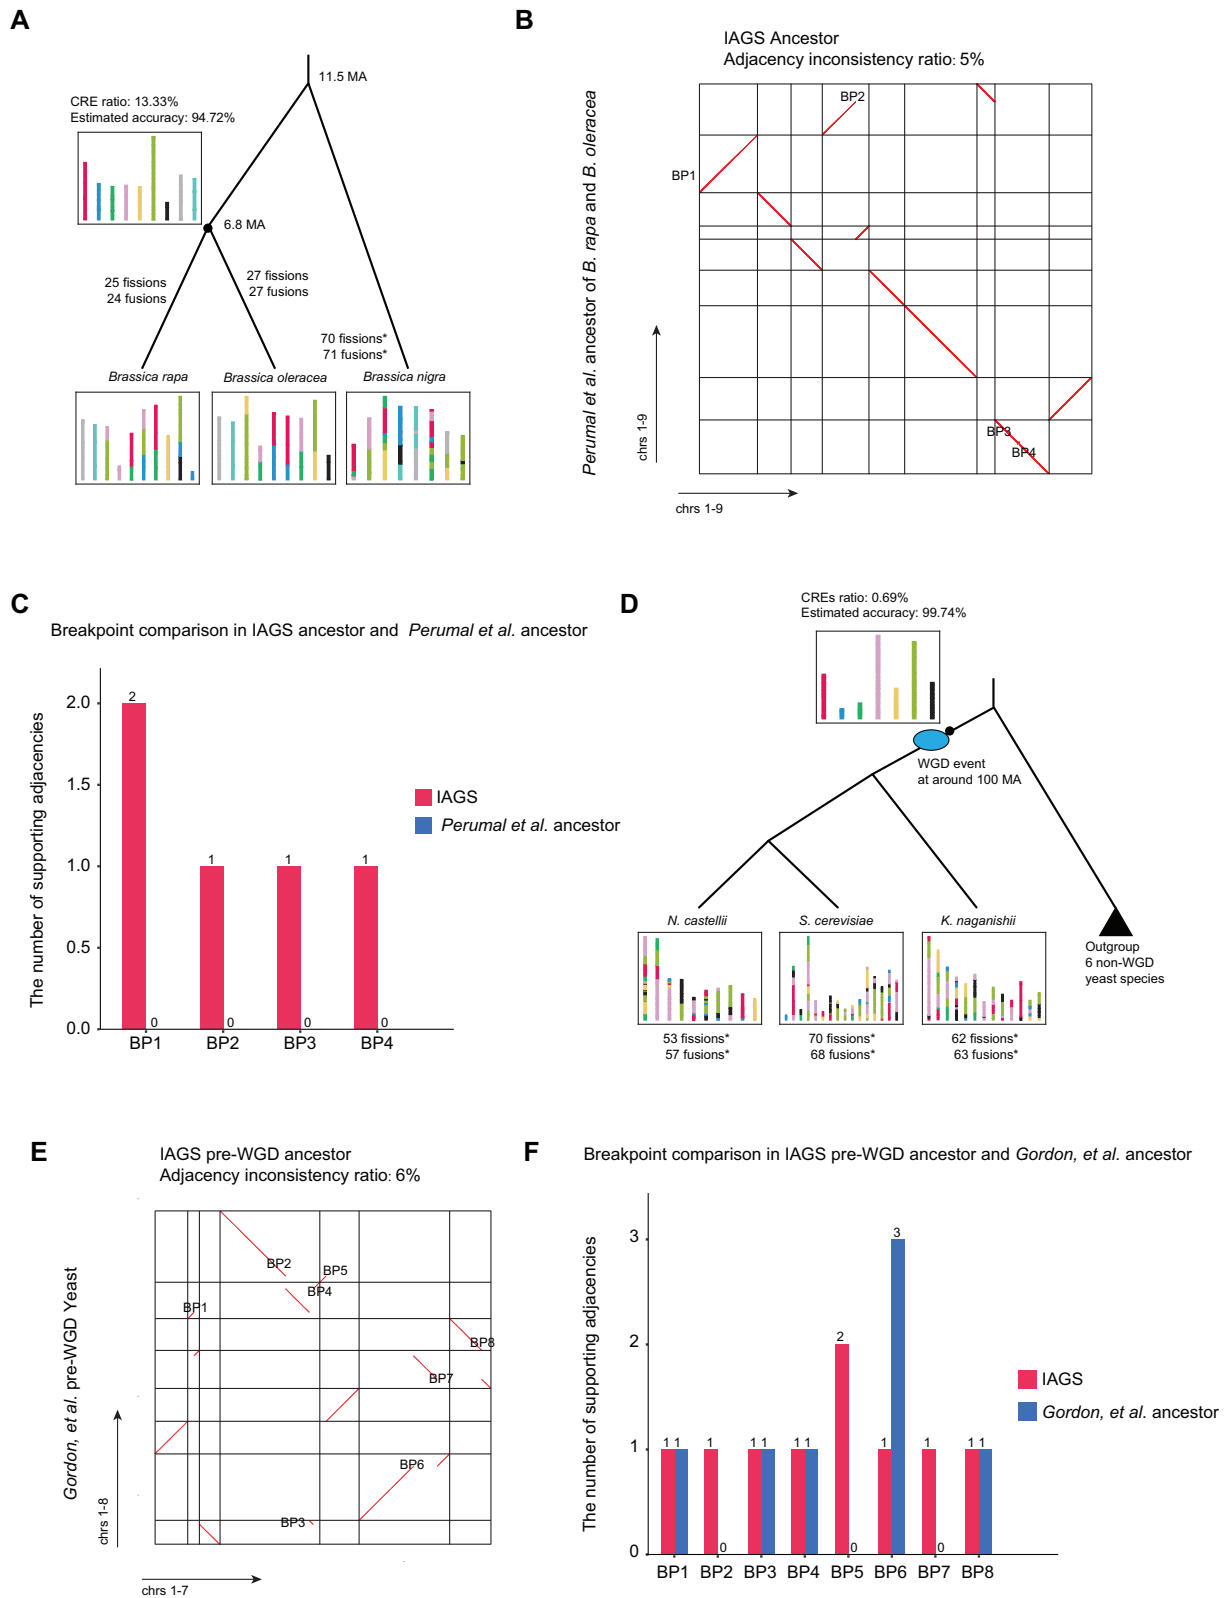 A
11.5 MA
CRE ratio: 13.33%
Estimated accuracy: 94.72%
6.8 MA
25 fissions
24 fusions
27 fissions
27 fusions
70 fissions*
71 fusions*
Brassica rapa
Brassica oleracea
Brassica nigra
B
IAGS Ancestor
Adjacency inconsistency ratio: 5%
Perumal et al. ancestor of B. rapa and B. oleracea
chrs 1-9
BP2
BP1
BP3
BP4
chrs 1-9
C
Breakpoint comparison in IAGS ancestor and Perumal et al. ancestor
The number of supporting adjacencies
2.0
1.5
1.0
0.5
0.0
2
0
1
0
1
0
1
0
BP1
BP2
BP3
BP4
IAGS
Perumal et al. ancestor
D
CREs ratio: 0.69%
Estimated accuracy: 99.74%
WGD event
at around 100 MA
N. castellii
S. cerevisiae
K. naganishii
Outgroup
6 non-WGD
yeast species
53 fissions*
57 fusions*
70 fissions*
68 fusions*
62 fissions*
63 fusions*
E
IAGS pre-WGD ancestor
Adjacency inconsistency ratio: 6%
Gordon, et al. pre-WGD Yeast
chrs 1-8
BP2
BP5
BP4
BP1
BP8
BP7
BP6
BP3
chrs 1-7
F
Breakpoint comparison in IAGS pre-WGD ancestor and Gordon, et al. ancestor
The number of supporting adjacencies
3
2
1
0
1 1
1
0
1 1
1 1
2
0
1
3
1
0
1 1
BP1
BP2
BP3
BP4
BP5
BP6
BP7
BP8
IAGS
Gordon, et al. ancestor